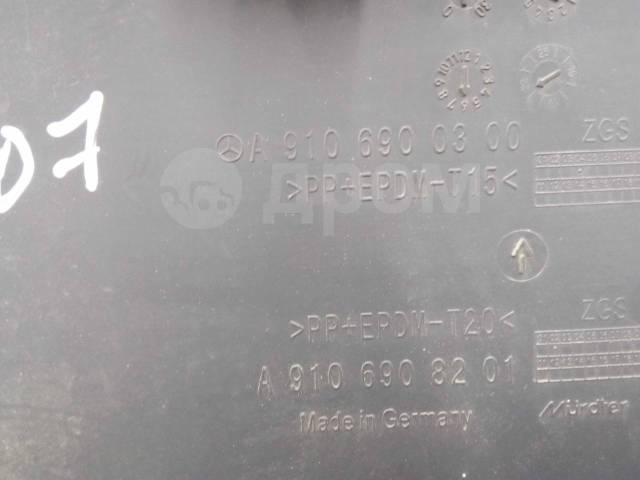 07
A 910 690 03 00
ZGS
>PP+EPDM-T15<
дром
>PP+EPDM-T20<
ZGS
A 910 690 82 01
Made in Germany
Mürdter